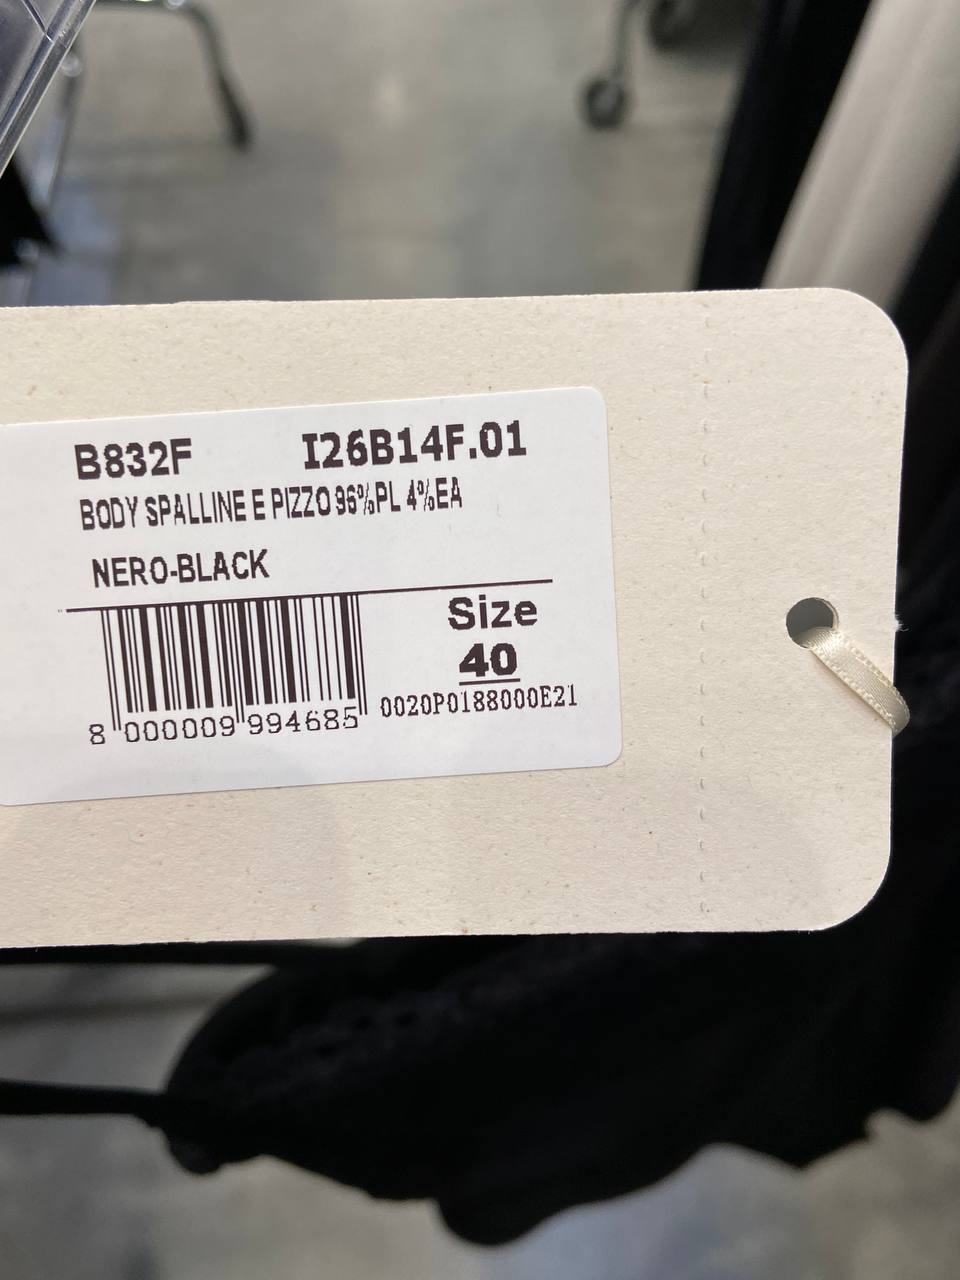 B832F I26B14F.01
BODY SPALLINE E PIZZO 96%PL 4%EA
NERO-BLACK
Size
40
0020P0188000E21
8 000009 994685